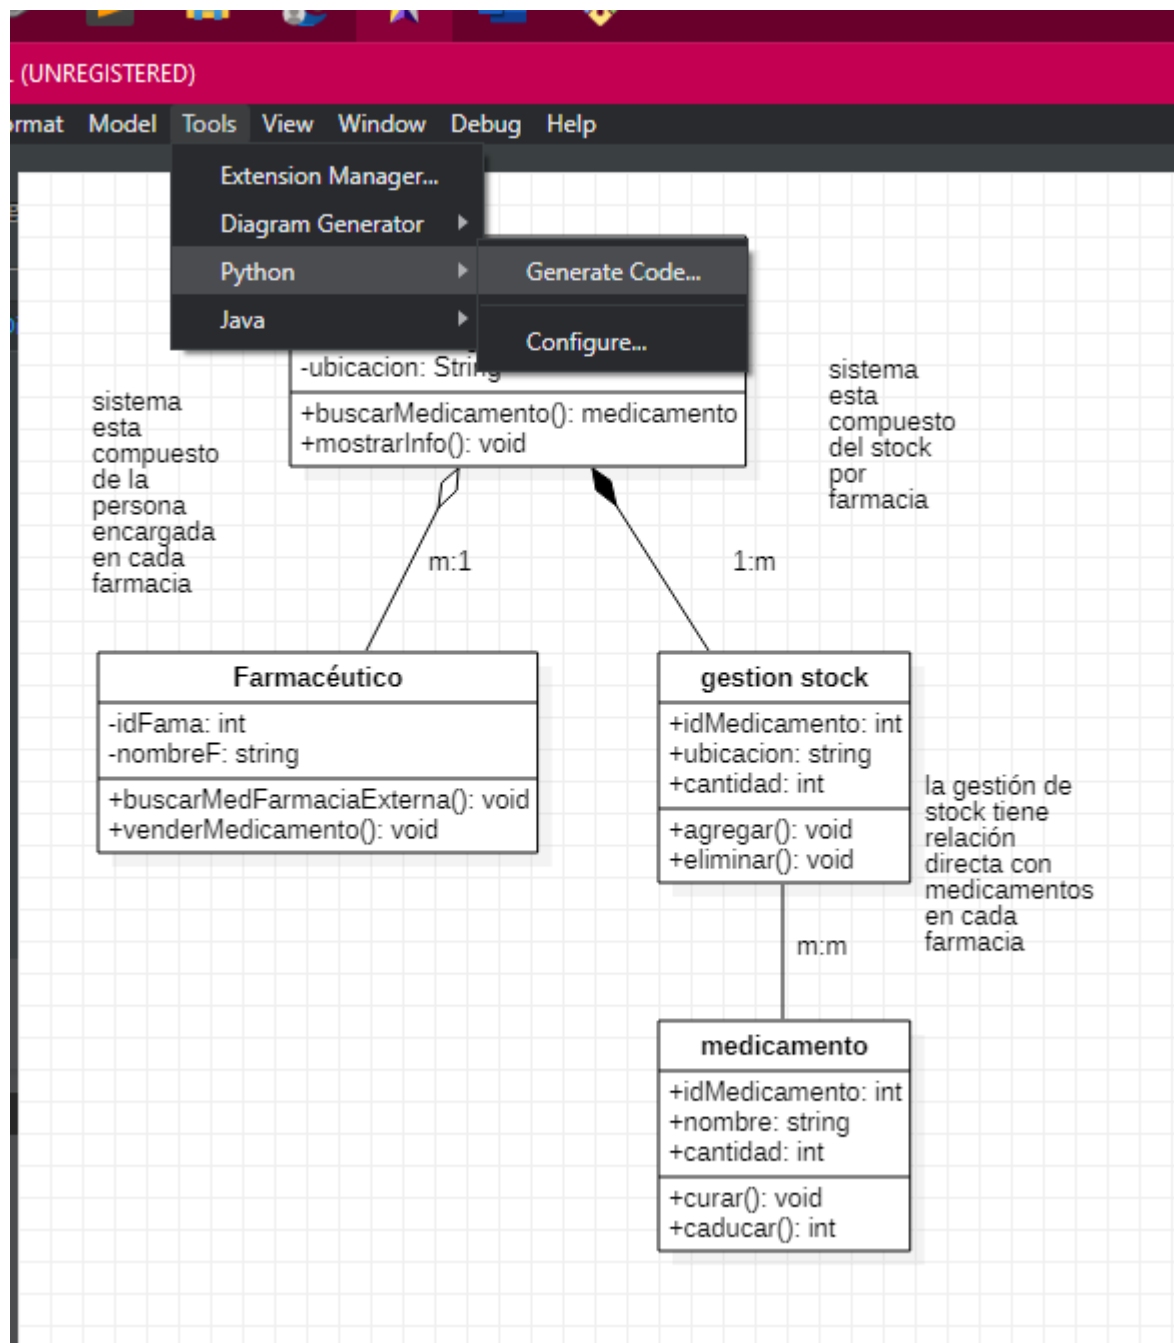 (UNREGISTERED)
Model Tools View Window Debug Help
Extension Manager...
Diagram Generator
Python
Generate Code...
Java
Configure...
-ubicacion: String
+buscarMedicamento(): medicamento
+mostrarInfo(): void
sistema
esta
compuesto
de la
persona
encargada
en cada
farmacia
sistema
esta
compuesto
del stock
por
farmacia
m:1
1:m
Farmacéutico
-idFama: int
-nombreF: string
+buscarMedFarmaciaExterna(): void
+venderMedicamento(): void
gestion stock
+idMedicamento: int
+ubicacion: string
+cantidad: int
+agregar(): void
+eliminar(): void
la gestión de
stock tiene
relación
directa con
medicamentos
en cada
farmacia
m:m
medicamento
+idMedicamento: int
+nombre: string
+cantidad: int
+curar(): void
+caducar(): int